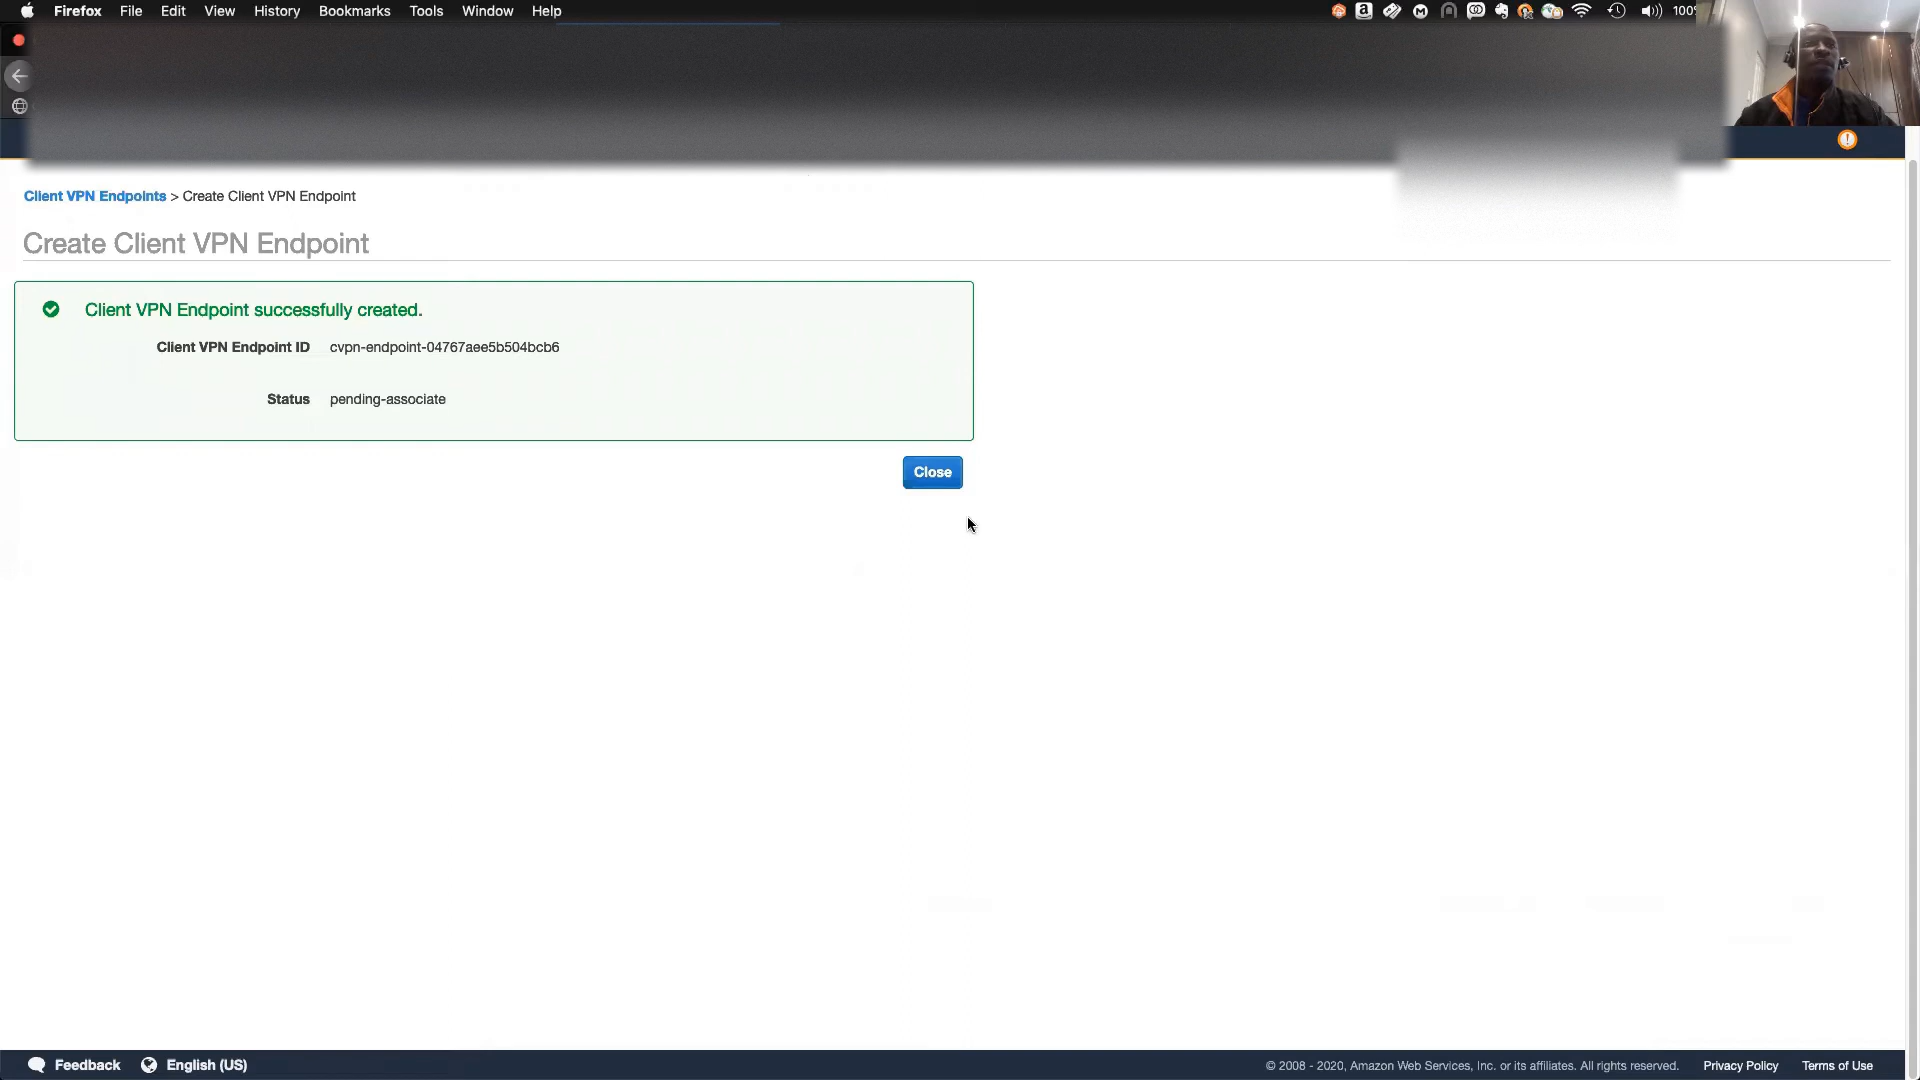 Firefox File Edit View History Bookmarks Tools Window Help 100%
Client VPN Endpoints > Create Client VPN Endpoint
Create Client VPN Endpoint
Client VPN Endpoint successfully created.
Client VPN Endpoint ID cvpn-endpoint-04767aee5b504bcb6
Status pending-associate
Close
Feedback English (US) © 2008 - 2020, Amazon Web Services, Inc. or its affiliates. All rights reserved. Privacy Policy Terms of Use